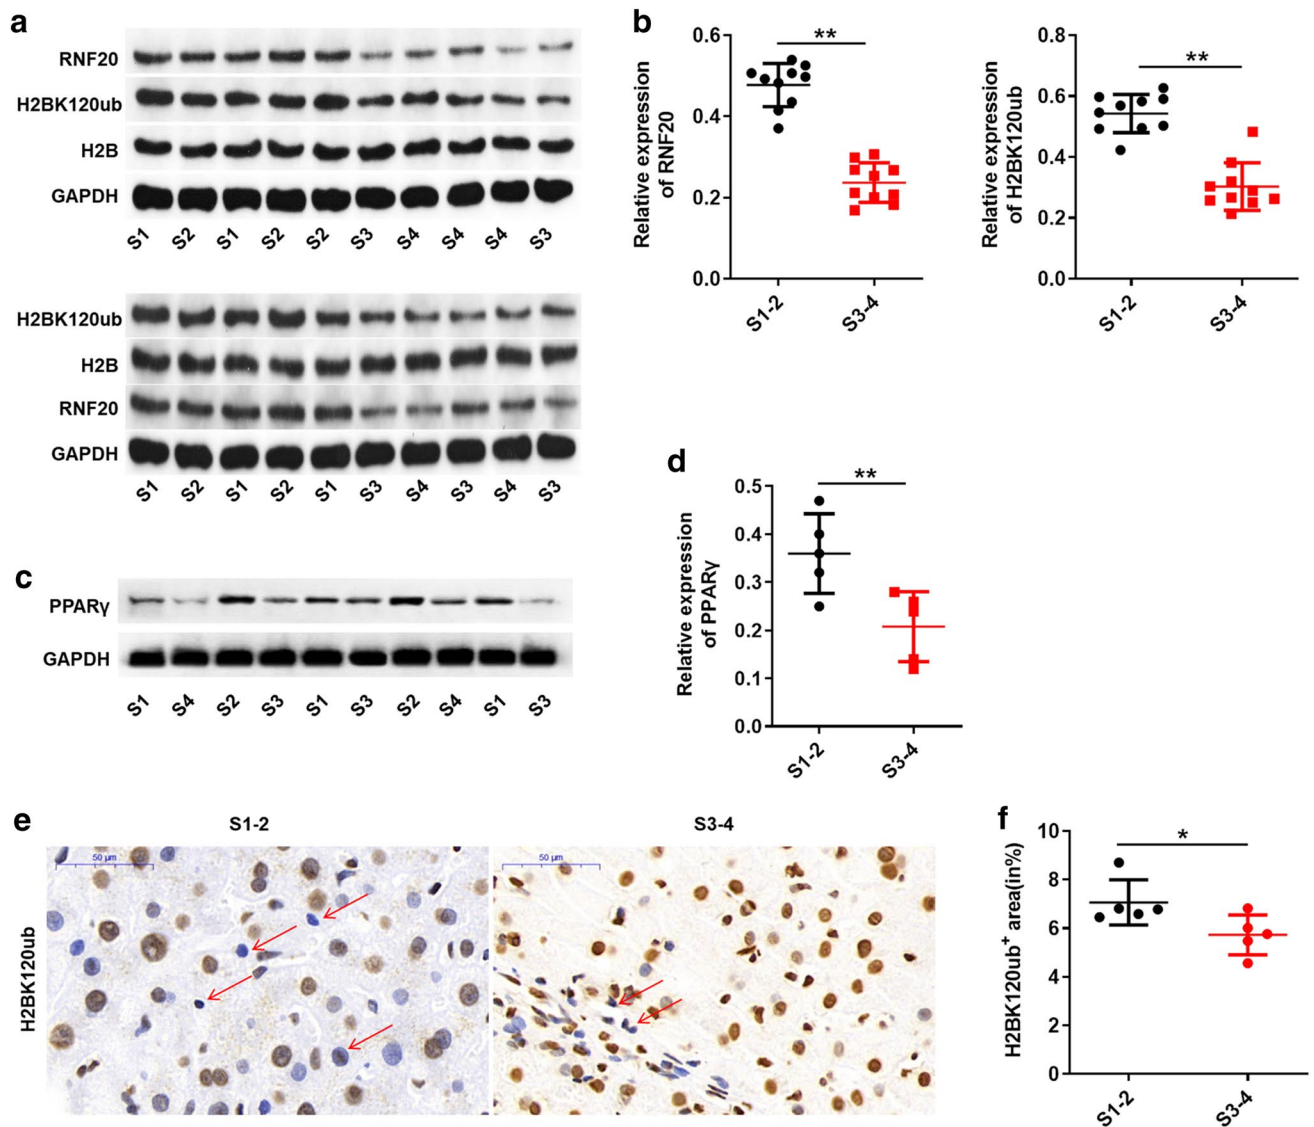 a
RNF20
H2BK120ub
H2B
GAPDH
S1 S2 S1 S2 S2 S3 S4 S4 S4 S3
H2BK120ub
H2B
RNF20
GAPDH
S1 S2 S1 S2 S1 S3 S4 S3 S4 S3
b
Relative expression
of RNF20
0.6
0.4
0.2
0.0
**
S1-2 S3-4
Relative expression
of H2BK120ub
0.8
0.6
0.4
0.2
0.0
**
S1-2 S3-4
c
PPARγ
GAPDH
S1 S4 S2 S3 S1 S3 S2 S4 S1 S3
d
Relative expression
of PPARγ
0.5
0.4
0.3
0.2
0.1
0.0
**
S1-2 S3-4
e
S1-2 S3-4
H2BK120ub
50 µm
50 µm
f
H2BK120ub+ area(in%)
10
8
6
4
2
0
*
S1-2 S3-4